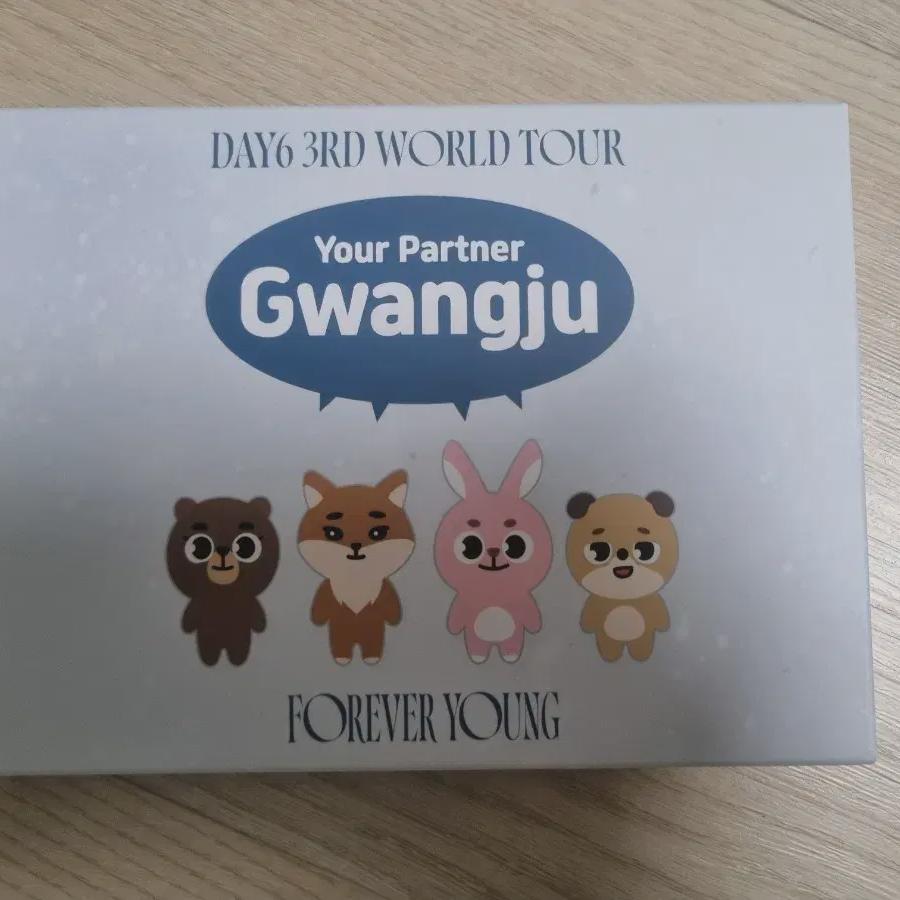 DAY6 3RD WORLD TOUR
Your Partner
Gwangju
FOREVER YOUNG